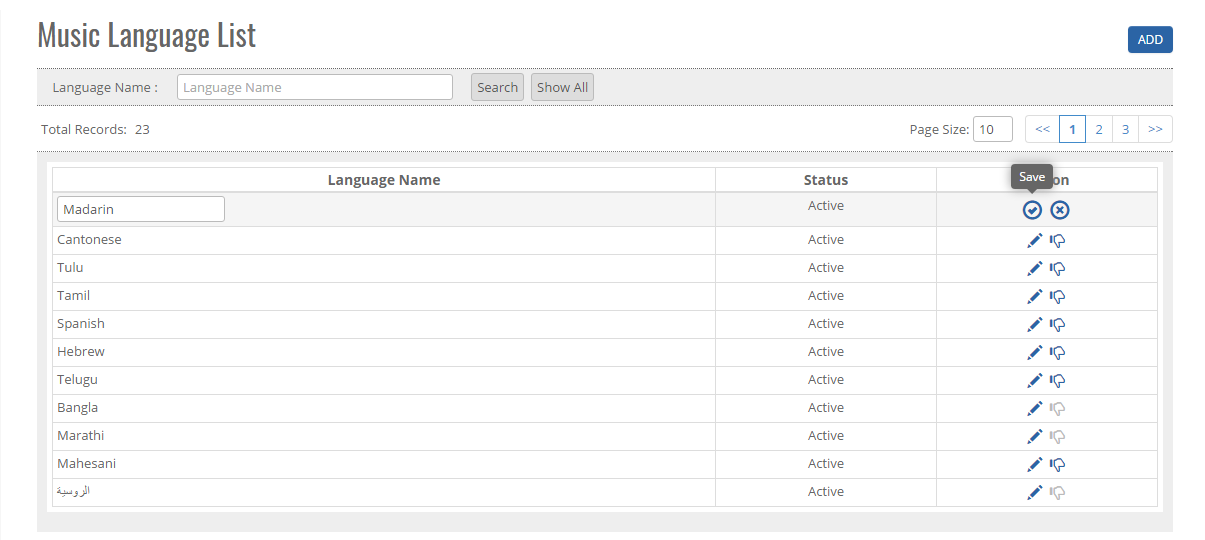 Music Language List
ADD
Language Name : Language Name Search Show All
Total Records: 23 Page Size: 10 << 1 2 3 >>
Save
Language Name Status
Madarin Active
Cantonese Active
Tulu Active
Tamil Active
Spanish Active
Hebrew Active
Telugu Active
Bangla Active
Marathi Active
Mahesani Active
الروسية Active